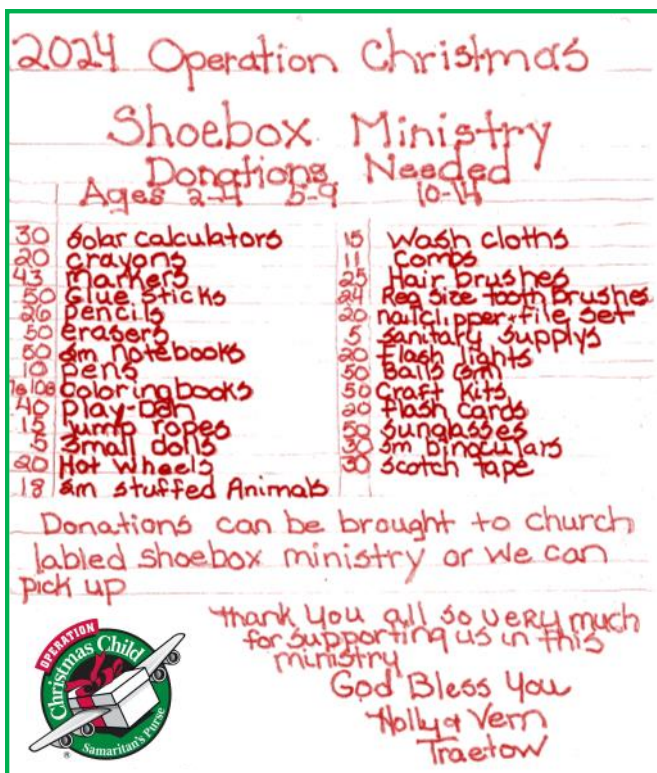 2024 Operation Christmas
Shoebox Ministry
Donations Needed
Ages 2-4 5-9 10-14
30 solar calculators
20 crayons
43 markers
50 Glue sticks
26 pencils
50 erasers
50 sm notebooks
10 pens
Coloring books
40 Play-Doh
15 jump ropes
5 small dolls
20 Hot Wheels
18 sm stuffed Animals
15 Wash cloths
11 Combs
25 Hair brushes
24 Reg Size tooth brushes
20 nailclipper + file set
5 sanitary supplys
20 flash lights
50 Balls (sm)
50 Craft Kits
20 flash cards
50 sunglasses
30 sm binoculars
30 scotch tape
Donations can be brought to church
labled shoebox ministry or we can
pick up
thank you all so very much
for supporting us in this
ministry
God Bless You
Holly & Vern
Traetow
OPERATION
Christmas Child
Samaritan's Purse
®